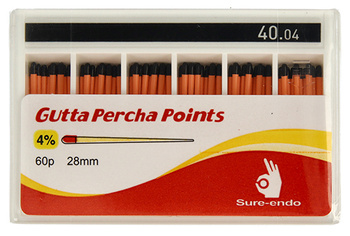 40.04
Gutta Percha Points
4%
60p 28mm
Sure-endo